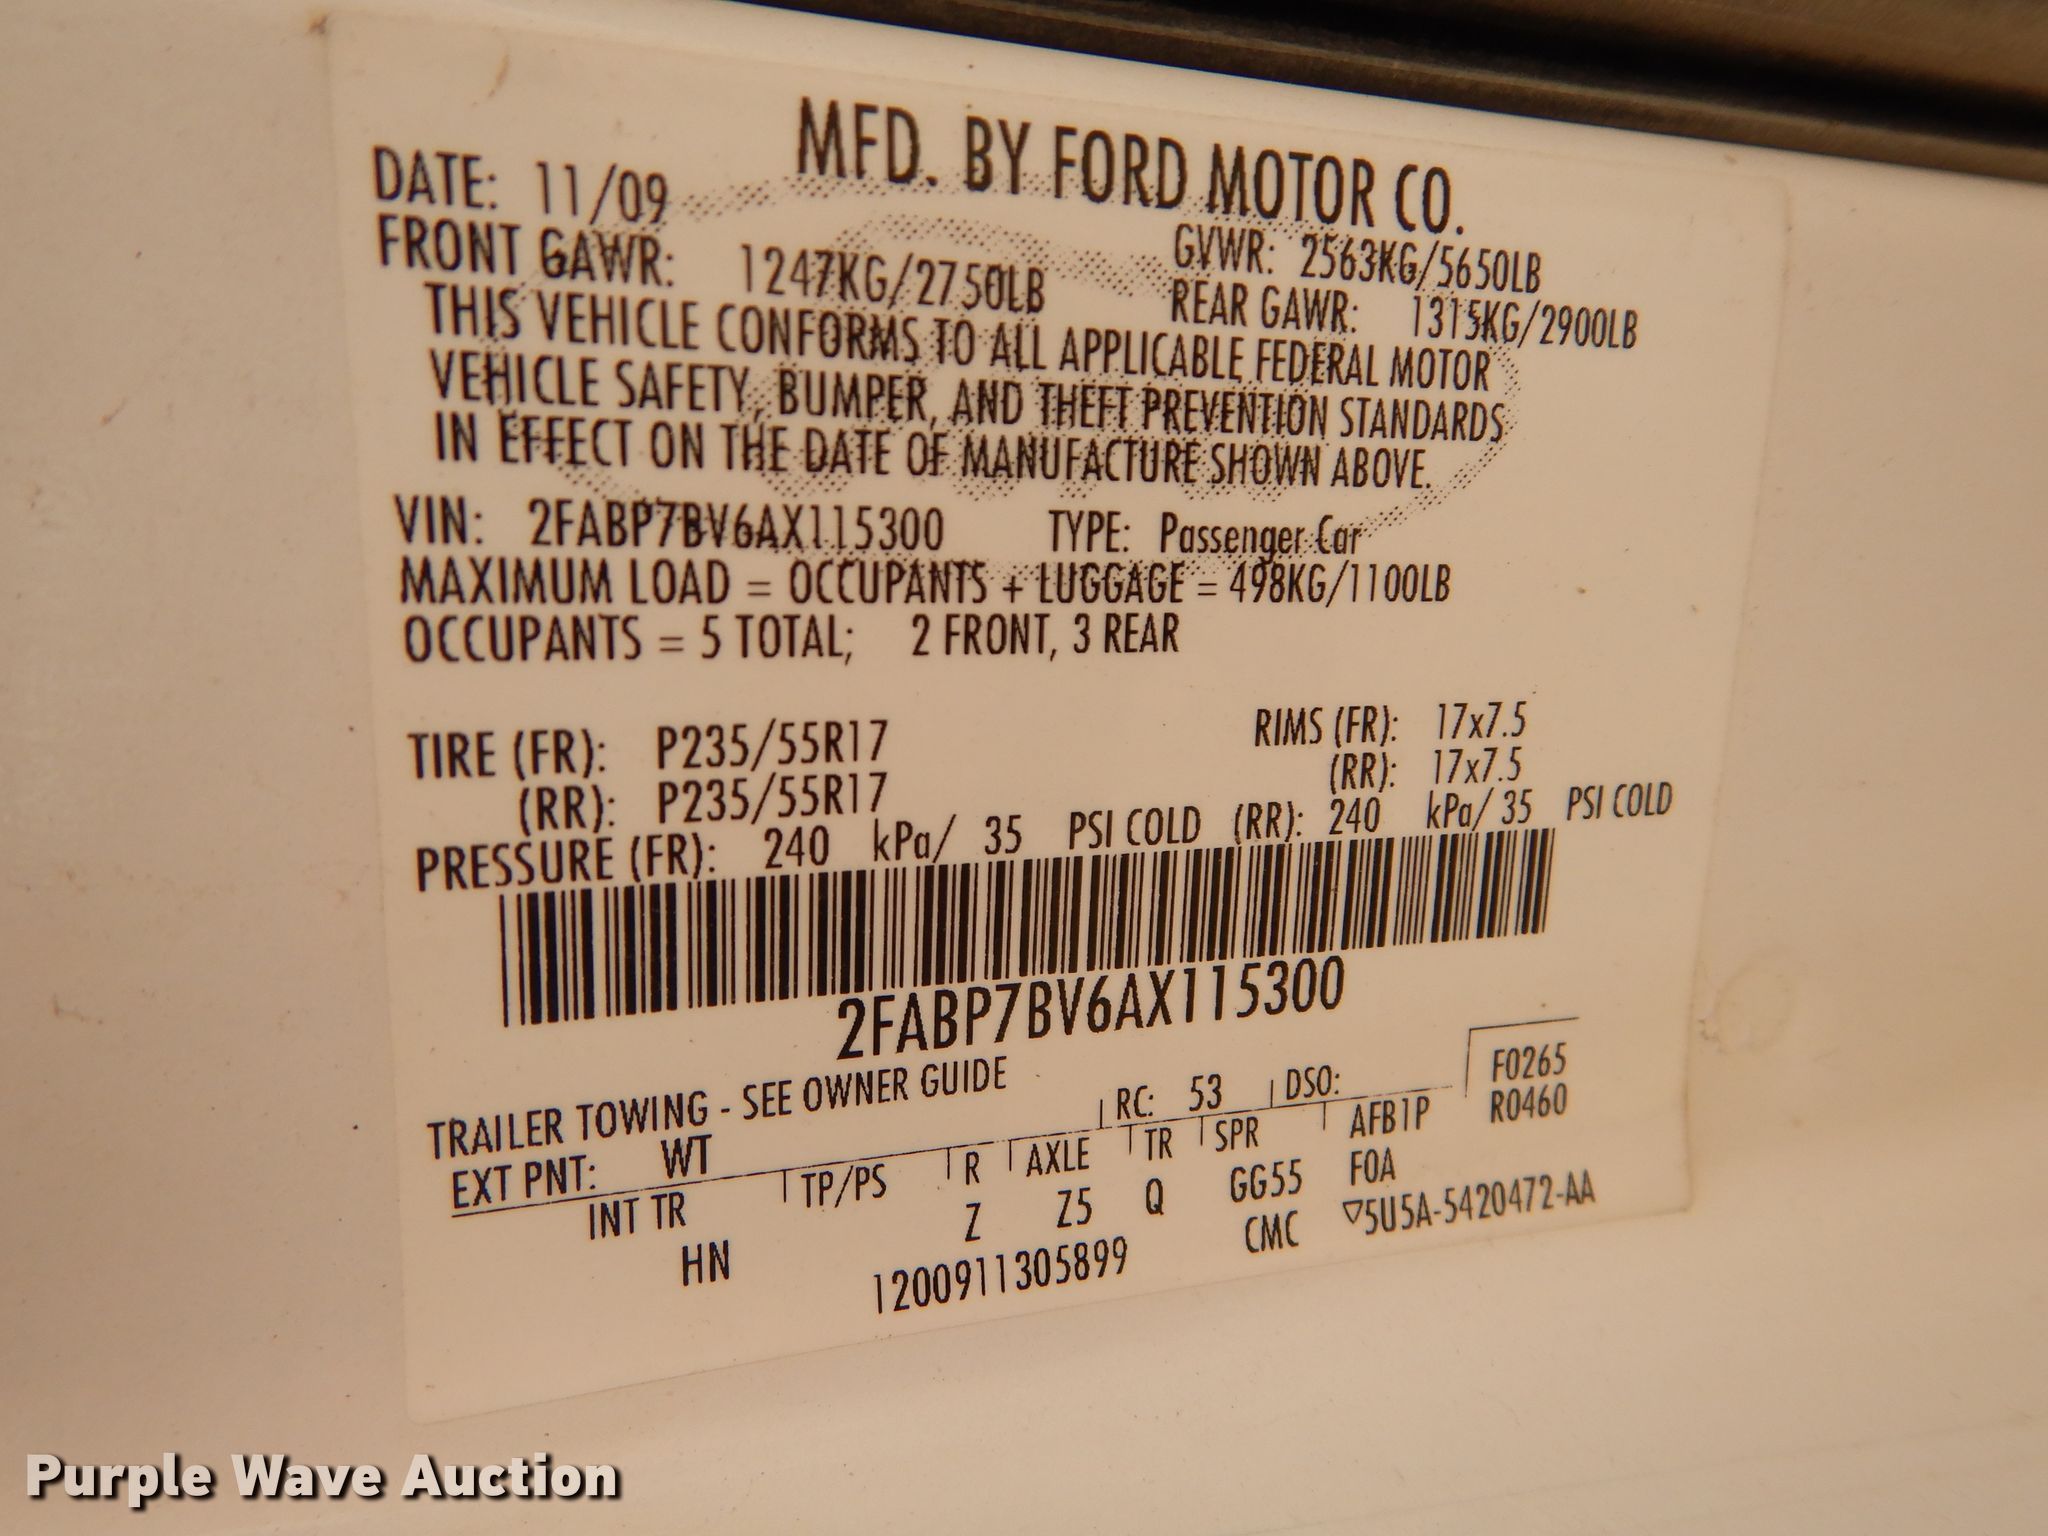 MFD. BY FORD MOTOR CO.
DATE: 11/09 GVWR: 2563KG/5650LB
FRONT GAWR: 1247KG/2750LB REAR GAWR: 1315KG/2900LB
THIS VEHICLE CONFORMS TO ALL APPLICABLE FEDERAL MOTOR
VEHICLE SAFETY, BUMPER, AND THEFT PREVENTION STANDARDS
IN EFFECT ON THE DATE OF MANUFACTURE SHOWN ABOVE.
VIN: 2FABP7BV6AX115300 TYPE: Passenger Car
MAXIMUM LOAD = OCCUPANTS + LUGGAGE = 498KG/1100LB
OCCUPANTS = 5 TOTAL; 2 FRONT, 3 REAR
TIRE (FR): P235/55R17 RIMS (FR): 17x7.5
(RR): P235/55R17 (RR): 17x7.5
PRESSURE (FR): 240 kPa/ 35 PSI COLD (RR): 240 kPa/ 35 PSI COLD
2FABP7BV6AX115300
TRAILER TOWING - SEE OWNER GUIDE
EXT PNT: WT RC: 53 DSO: F0265
INT TR TP/PS R AXLE TR SPR AFB1P R0460
HN Z Z5 Q GG55 F0A
1200911305899 CMC ▽5U5A-5420472-AA
Purple Wave Auction